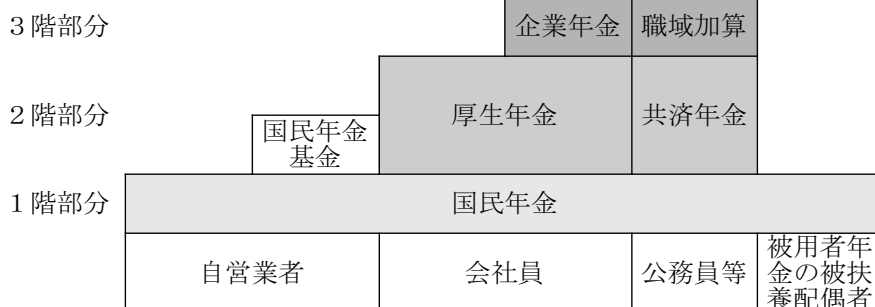 3階部分
企業年金
職域加算
2階部分
国民年金
基金
厚生年金
共済年金
1階部分
国民年金
自営業者
会社員
公務員等
被用者年
金の被扶
養配偶者